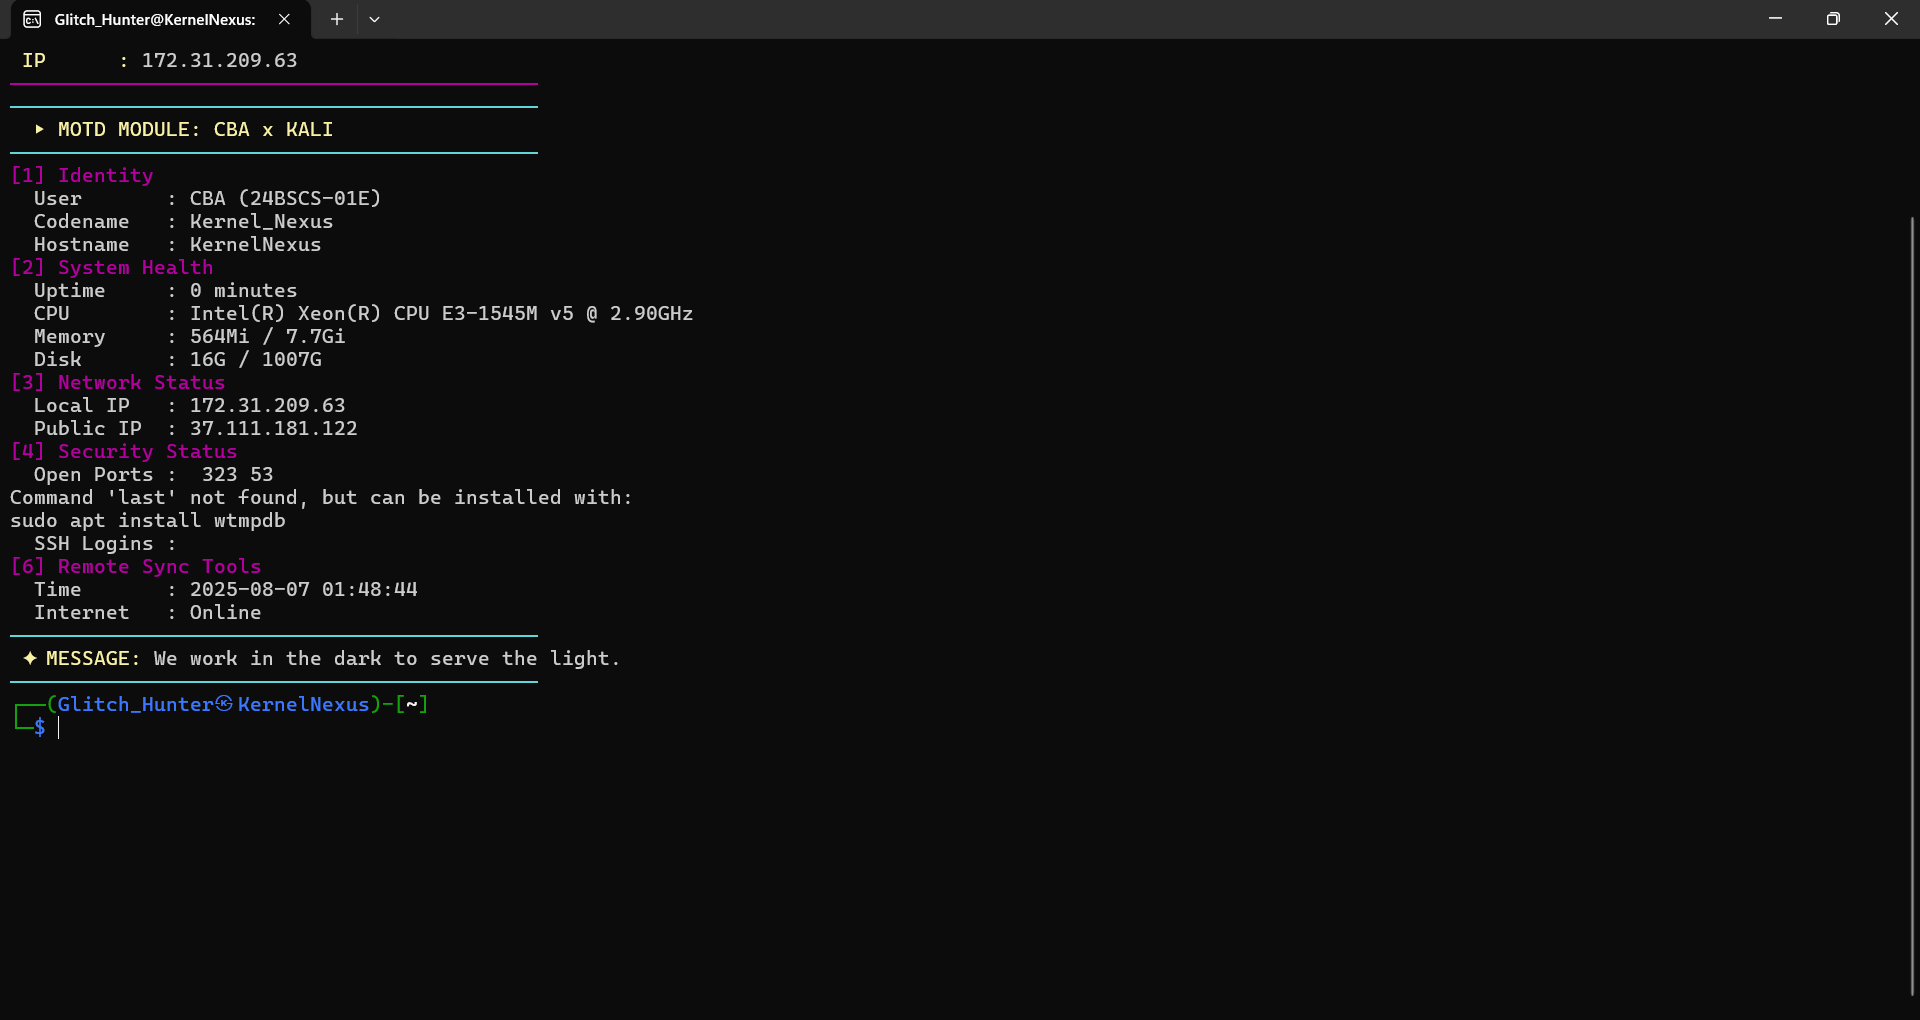 Glitch_Hunter@KernelNexus:
IP : 172.31.209.63
▸ MOTD MODULE: CBA x KALI
[1] Identity
User : CBA (24BSCS-01E)
Codename : Kernel_Nexus
Hostname : KernelNexus
[2] System Health
Uptime : 0 minutes
CPU : Intel(R) Xeon(R) CPU E3-1545M v5 @ 2.90GHz
Memory : 564Mi / 7.7Gi
Disk : 16G / 1007G
[3] Network Status
Local IP : 172.31.209.63
Public IP : 37.111.181.122
[4] Security Status
Open Ports : 323 53
Command 'last' not found, but can be installed with:
sudo apt install wtmpdb
SSH Logins :
[6] Remote Sync Tools
Time : 2025-08-07 01:48:44
Internet : Online
✦ MESSAGE: We work in the dark to serve the light.
┌──(Glitch_Hunter㉿KernelNexus)-[~]
└─$